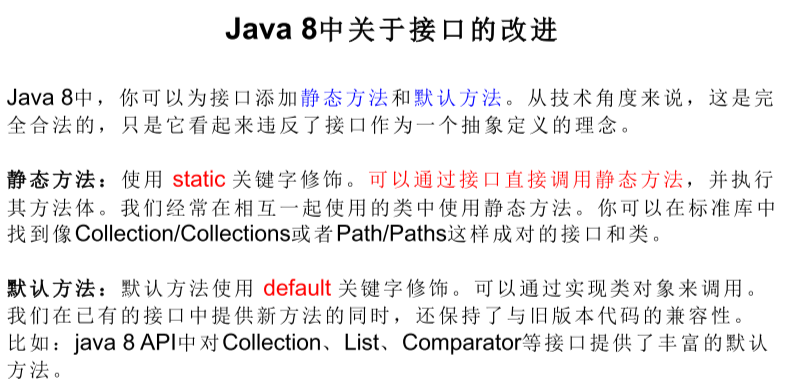 Java 8中关于接口的改进
Java 8中，你可以为接口添加静态方法和默认方法。从技术角度来说，这是完
全合法的，只是它看起来违反了接口作为一个抽象定义的理念。
静态方法：使用 static 关键字修饰。可以通过接口直接调用静态方法，并执行
其方法体。我们经常在相互一起使用的类中使用静态方法。你可以在标准库中
找到像Collection/Collections或者Path/Paths这样成对的接口和类。
默认方法：默认方法使用 default 关键字修饰。可以通过实现类对象来调用。
我们在已有的接口中提供新方法的同时，还保持了与旧版本代码的兼容性。
比如：java 8 API中对Collection、List、Comparator等接口提供了丰富的默认
方法。